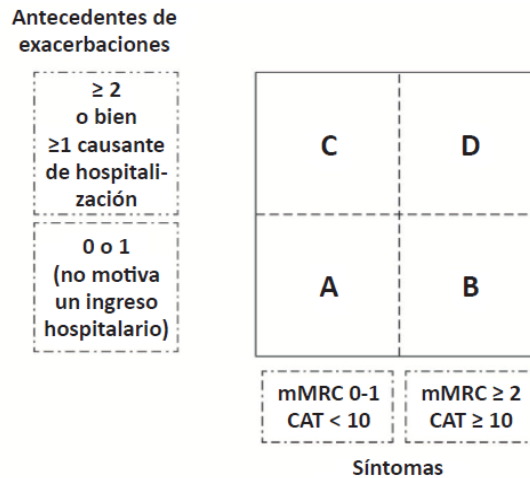 Antecedentes de
exacerbaciones
≥ 2
o bien
≥1 causante
de hospitali-
zación
C
D
0 o 1
(no motiva
un ingreso
hospitalario)
A
B
mMRC 0-1
CAT < 10
mMRC ≥ 2
CAT ≥ 10
Síntomas